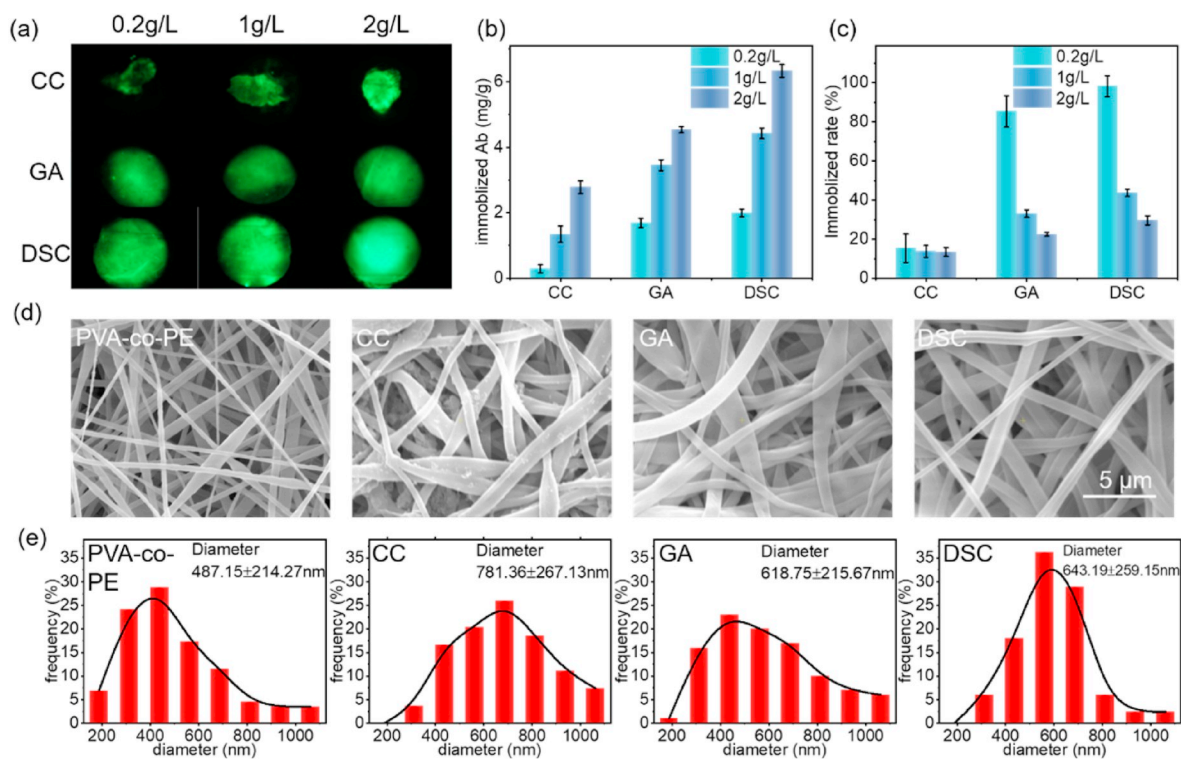 (a)
0.2g/L 1g/L 2g/L
CC
GA
DSC
(b)
immoblized Ab (mg/g)
6
4
2
0
0.2g/L
1g/L
2g/L
CC GA DSC
(c)
Immoblized rate (%)
100
80
60
40
20
0
0.2g/L
1g/L
2g/L
CC GA DSC
(d)
PVA-co-PE
CC
GA
DSC
5 μm
(e)
PVA-co-
PE
Diameter
487.15±214.27nm
frequency (%)
35
30
25
20
15
10
5
0
200 400 600 800 1000
diameter (nm)
CC
Diameter
781.36±267.13nm
frequency (%)
35
30
25
20
15
10
5
0
200 400 600 800 1000
diameter (nm)
GA
Diameter
618.75±215.67nm
frequency (%)
35
30
25
20
15
10
5
0
200 400 600 800 1000
diameter (nm)
DSC
Diameter
643.19±259.15nm
frequency (%)
35
30
25
20
15
10
5
0
200 400 600 800 1000
diameter (nm)